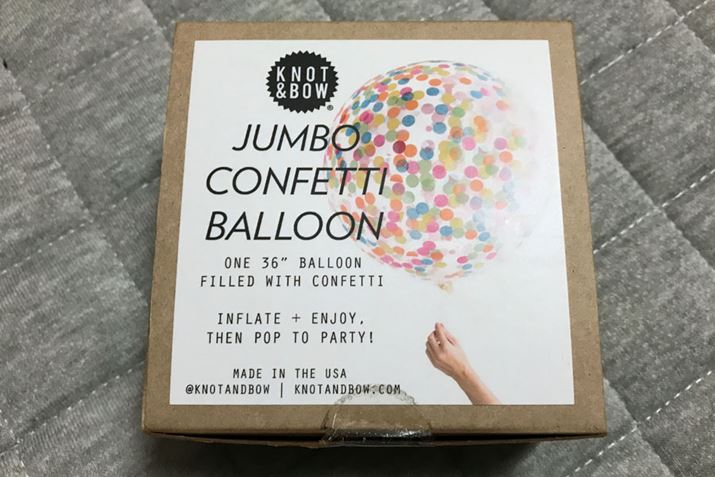 KNOT
&BOW
®
JUMBO
CONFETTI
BALLOON
ONE 36” BALLOON
FILLED WITH CONFETTI
INFLATE + ENJOY,
THEN POP TO PARTY!
MADE IN THE USA
@KNOTANDBOW | KNOTANDBOW.COM